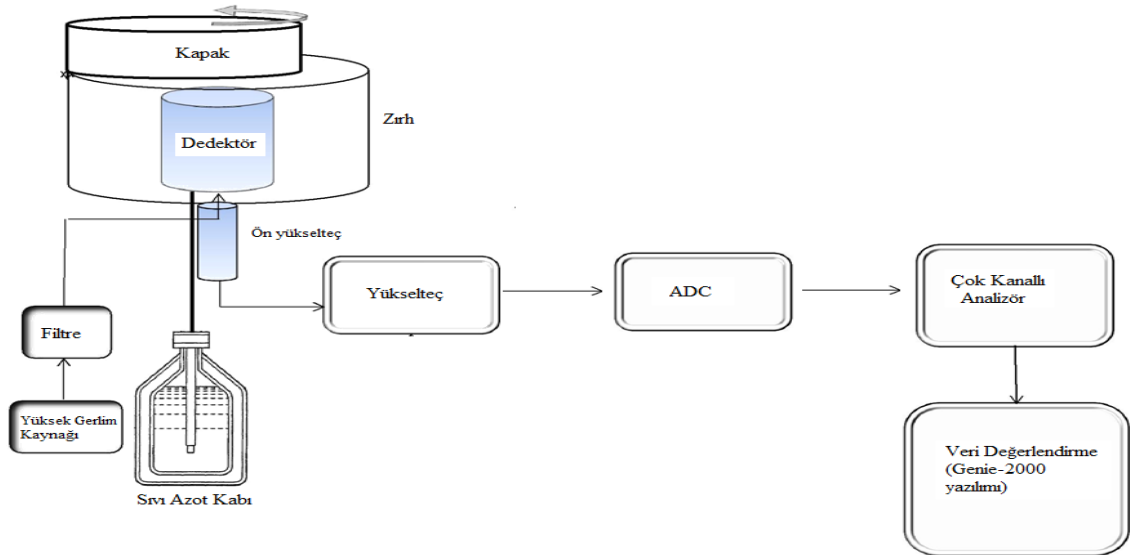 Kapak
Zırh
Dedektör
Ön yükselteç
Yükselteç
ADC
Çok Kanallı
Analizör
Filtre
Yüksek Gerlim
Kaynağı
Sıvı Azot Kabı
Veri Değerlendirme
(Genie-2000
yazılımı)